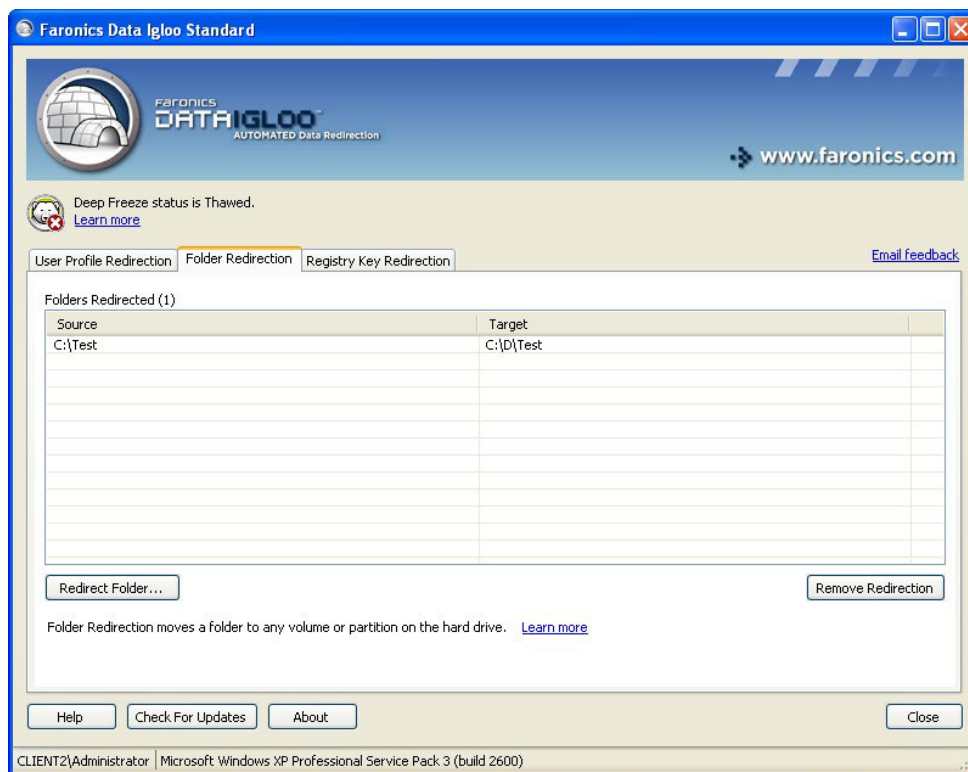 Faronics Data Igloo Standard
FARONICS
DATAIGLOO™
AUTOMATED Data Redirection
www.faronics.com
Deep Freeze status is Thawed.
Learn more
User Profile Redirection Folder Redirection Registry Key Redirection Email feedback
Folders Redirected (1)
Source Target
C:\Test C:\D\Test
Redirect Folder... Remove Redirection
Folder Redirection moves a folder to any volume or partition on the hard drive. Learn more
Help Check For Updates About Close
CLIENT2\Administrator Microsoft Windows XP Professional Service Pack 3 (build 2600)